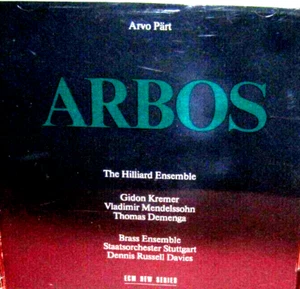 Arvo Pärt
ARBOS
The Hilliard Ensemble
Gidon Kremer
Vladimir Mendelssohn
Thomas Demenga
Brass Ensemble
Staatsorchester Stuttgart
Dennis Russell Davies
ECM NEW SERIES